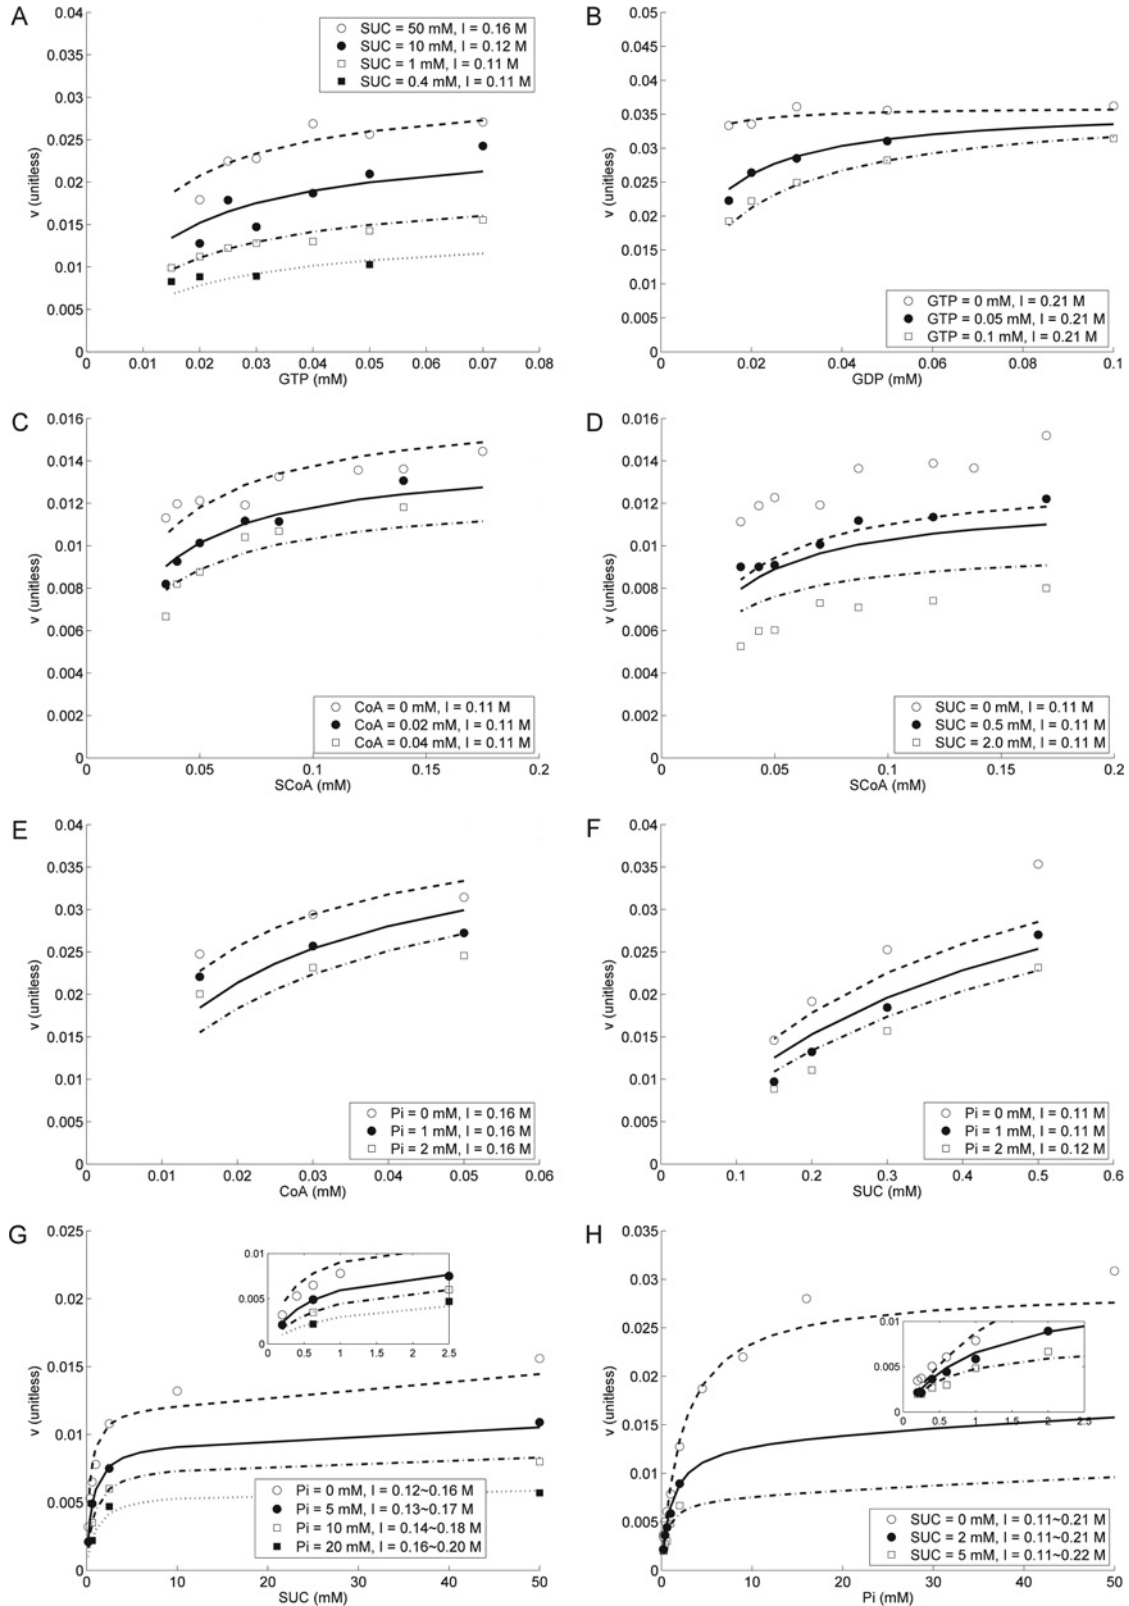 A
0.04
0.035
0.03
0.025
0.02
0.015
0.01
0.005
0
v (unitless)
SUC = 50 mM, I = 0.16 M
SUC = 10 mM, I = 0.12 M
SUC = 1 mM, I = 0.11 M
SUC = 0.4 mM, I = 0.11 M
0.01 0.02 0.03 0.04 0.05 0.06 0.07 0.08
GTP (mM)
B
0.05
0.045
0.04
0.035
0.03
0.025
0.02
0.015
0.01
0.005
0
v (unitless)
GTP = 0 mM, I = 0.21 M
GTP = 0.05 mM, I = 0.21 M
GTP = 0.1 mM, I = 0.21 M
0.02 0.04 0.06 0.08 0.1
GDP (mM)
C
0.016
0.014
0.012
0.01
0.008
0.006
0.004
0.002
0
v (unitless)
CoA = 0 mM, I = 0.11 M
CoA = 0.02 mM, I = 0.11 M
CoA = 0.04 mM, I = 0.11 M
0 0.05 0.1 0.15 0.2
SCoA (mM)
D
0.016
0.014
0.012
0.01
0.008
0.006
0.004
0.002
0
v (unitless)
SUC = 0 mM, I = 0.11 M
SUC = 0.5 mM, I = 0.11 M
SUC = 2.0 mM, I = 0.11 M
0 0.05 0.1 0.15 0.2
SCoA (mM)
E
0.04
0.035
0.03
0.025
0.02
0.015
0.01
0.005
0
v (unitless)
Pi = 0 mM, I = 0.16 M
Pi = 1 mM, I = 0.16 M
Pi = 2 mM, I = 0.16 M
0 0.01 0.02 0.03 0.04 0.05 0.06
CoA (mM)
F
0.04
0.035
0.03
0.025
0.02
0.015
0.01
0.005
0
v (unitless)
Pi = 0 mM, I = 0.11 M
Pi = 1 mM, I = 0.11 M
Pi = 2 mM, I = 0.12 M
0.1 0.2 0.3 0.4 0.5 0.6
SUC (mM)
G
0.025
0.02
0.015
0.01
0.005
0
v (unitless)
0.01
0.005
0
0 0.5 1 1.5 2 2.5
Pi = 0 mM, I = 0.12~0.16 M
Pi = 5 mM, I = 0.13~0.17 M
Pi = 10 mM, I = 0.14~0.18 M
Pi = 20 mM, I = 0.16~0.20 M
0 10 20 30 40 50
SUC (mM)
H
0.035
0.03
0.025
0.02
0.015
0.01
0.005
0
v (unitless)
0.01
0.005
0
0 0.5 1 1.5 2 2.5
SUC = 0 mM, I = 0.11~0.21 M
SUC = 2 mM, I = 0.11~0.21 M
SUC = 5 mM, I = 0.11~0.22 M
0 10 20 30 40 50
Pi (mM)